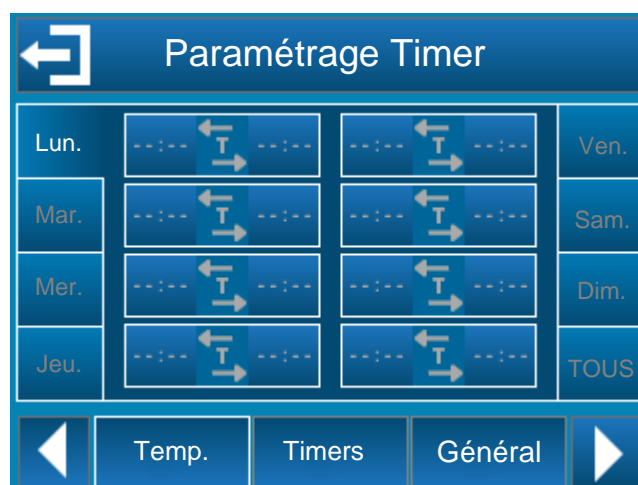 Paramétrage Timer
Lun. --:-- T --:-- --:-- T --:-- Ven.
Mar. --:-- T --:-- --:-- T --:-- Sam.
Mer. --:-- T --:-- --:-- T --:-- Dim.
Jeu. --:-- T --:-- --:-- T --:-- TOUS
Temp. Timers Général